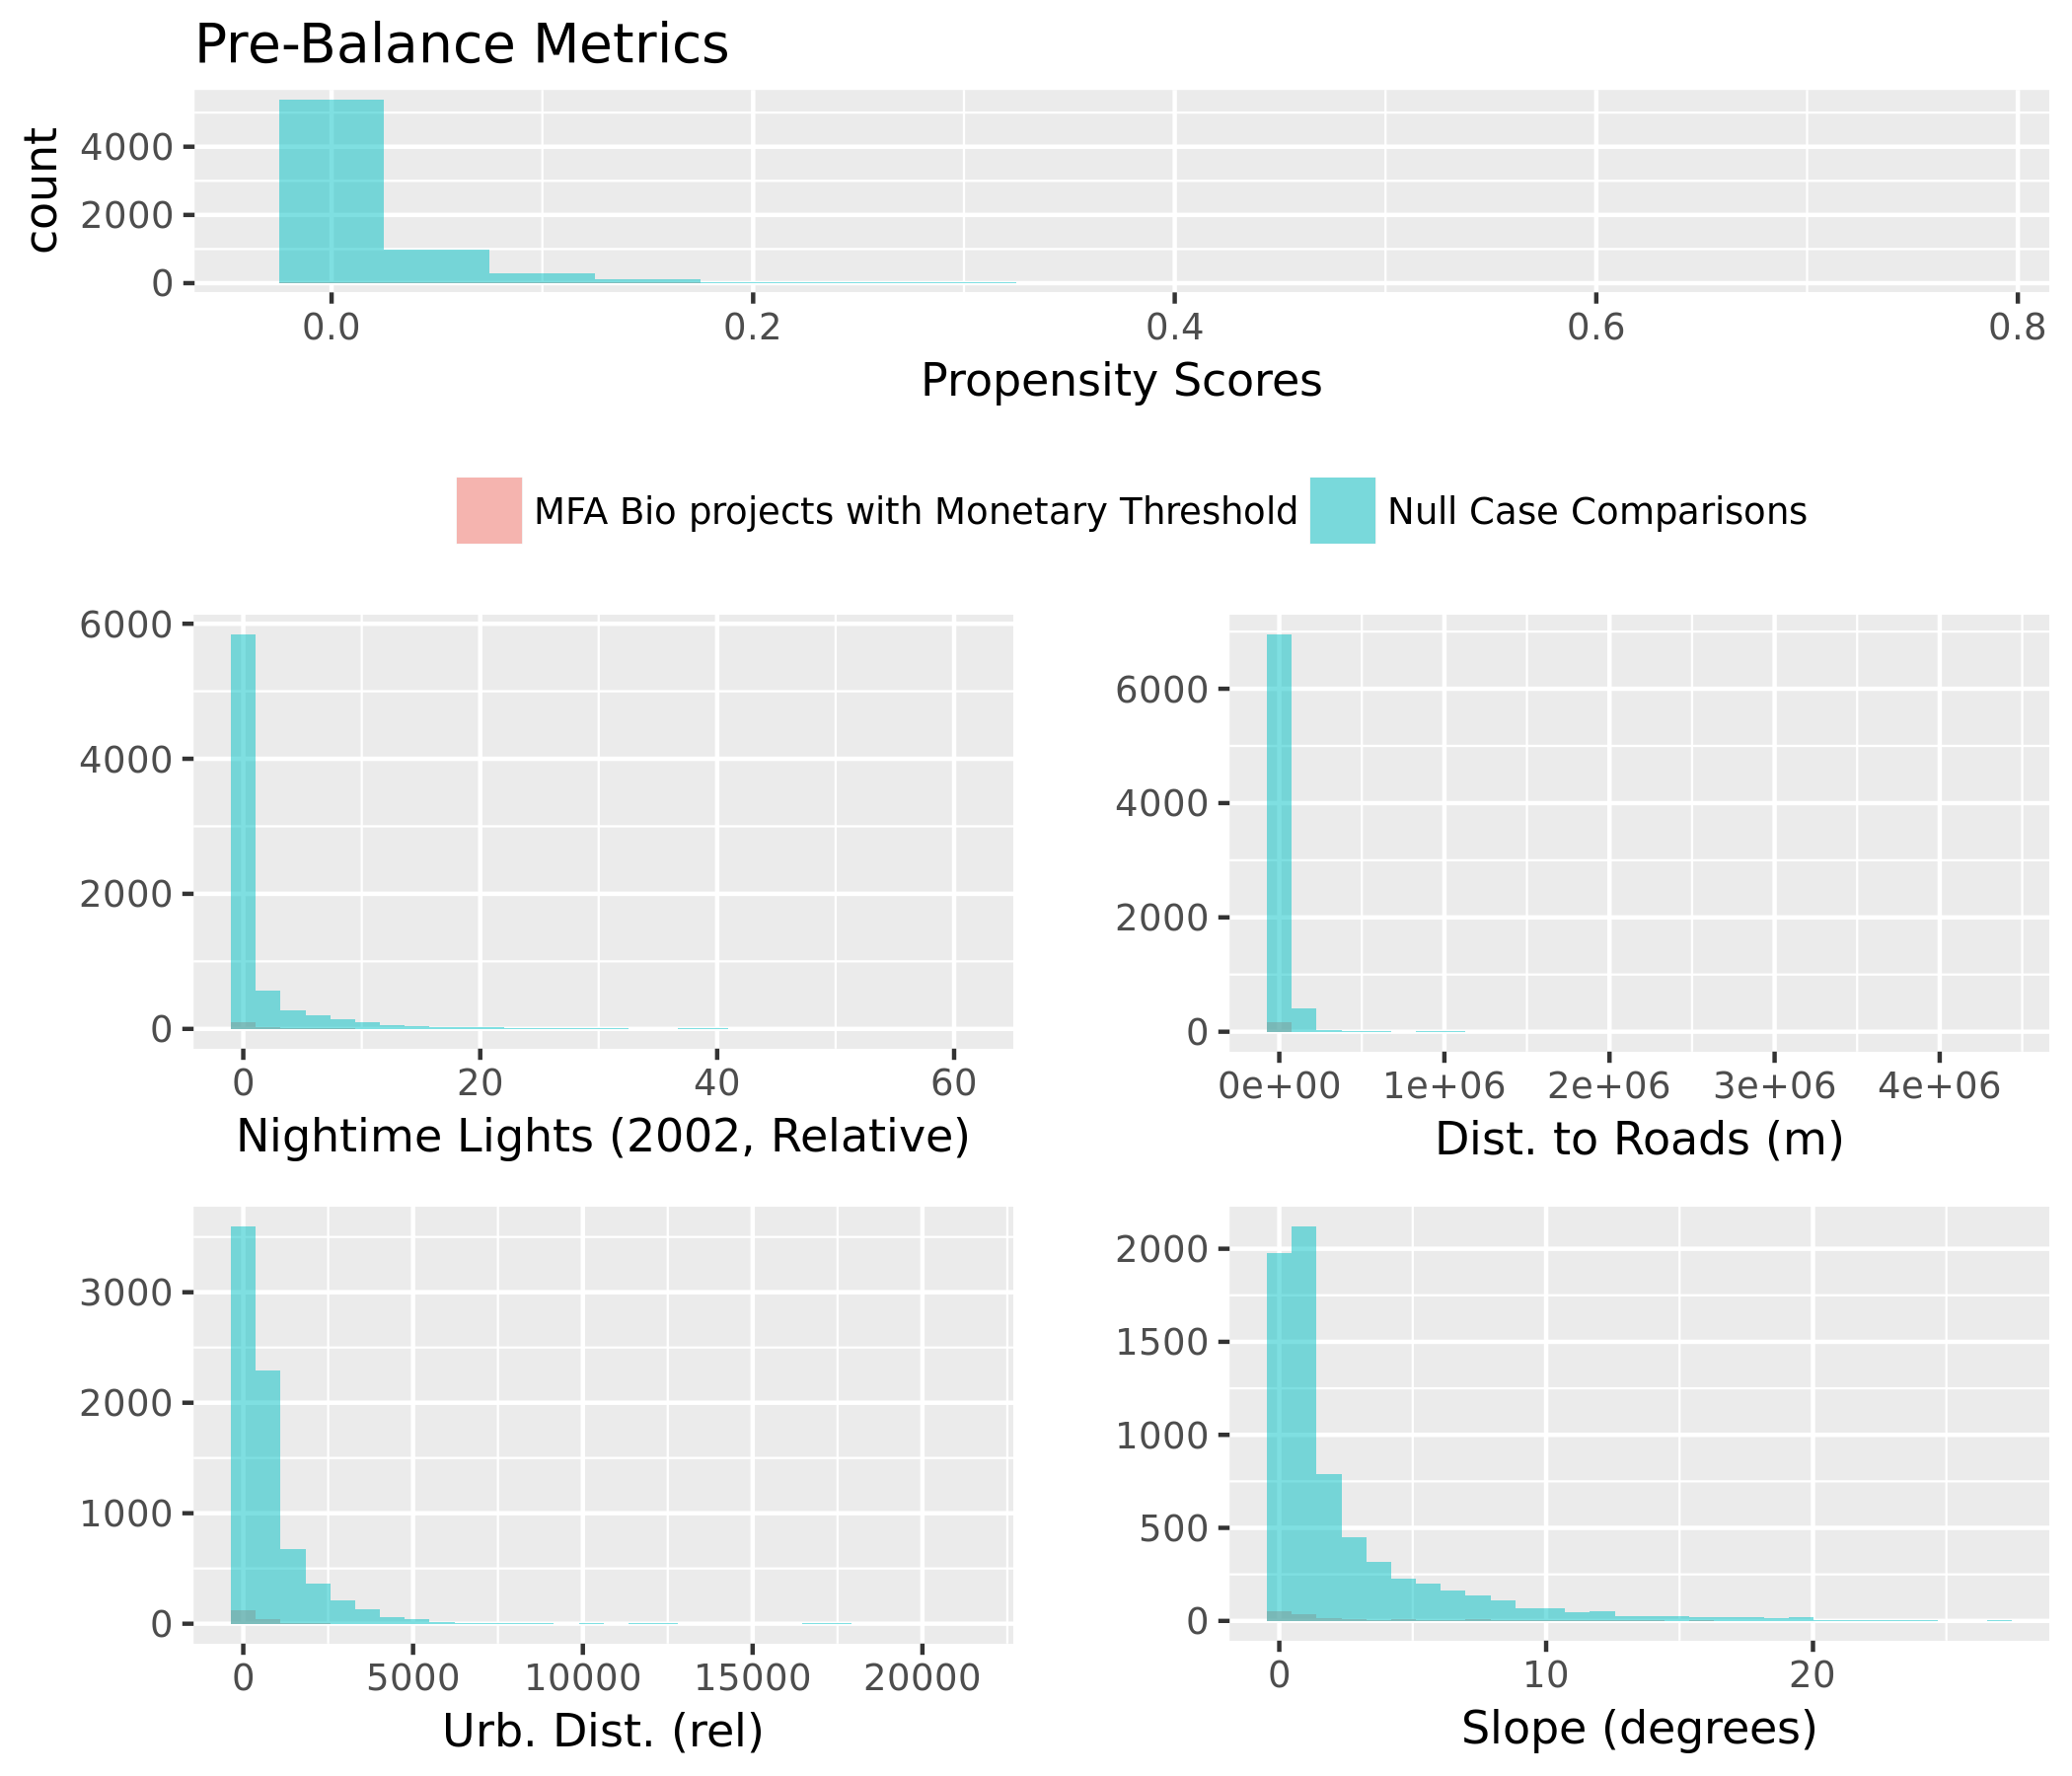 Pre-Balance Metrics
count
4000
2000
0
0.0 0.2 0.4 0.6 0.8
Propensity Scores
MFA Bio projects with Monetary Threshold Null Case Comparisons
6000
4000
2000
0
0 20 40 60
Nightime Lights (2002, Relative)
6000
4000
2000
0
0e+00 1e+06 2e+06 3e+06 4e+06
Dist. to Roads (m)
3000
2000
1000
0
0 5000 10000 15000 20000
Urb. Dist. (rel)
2000
1500
1000
500
0
0 10 20
Slope (degrees)